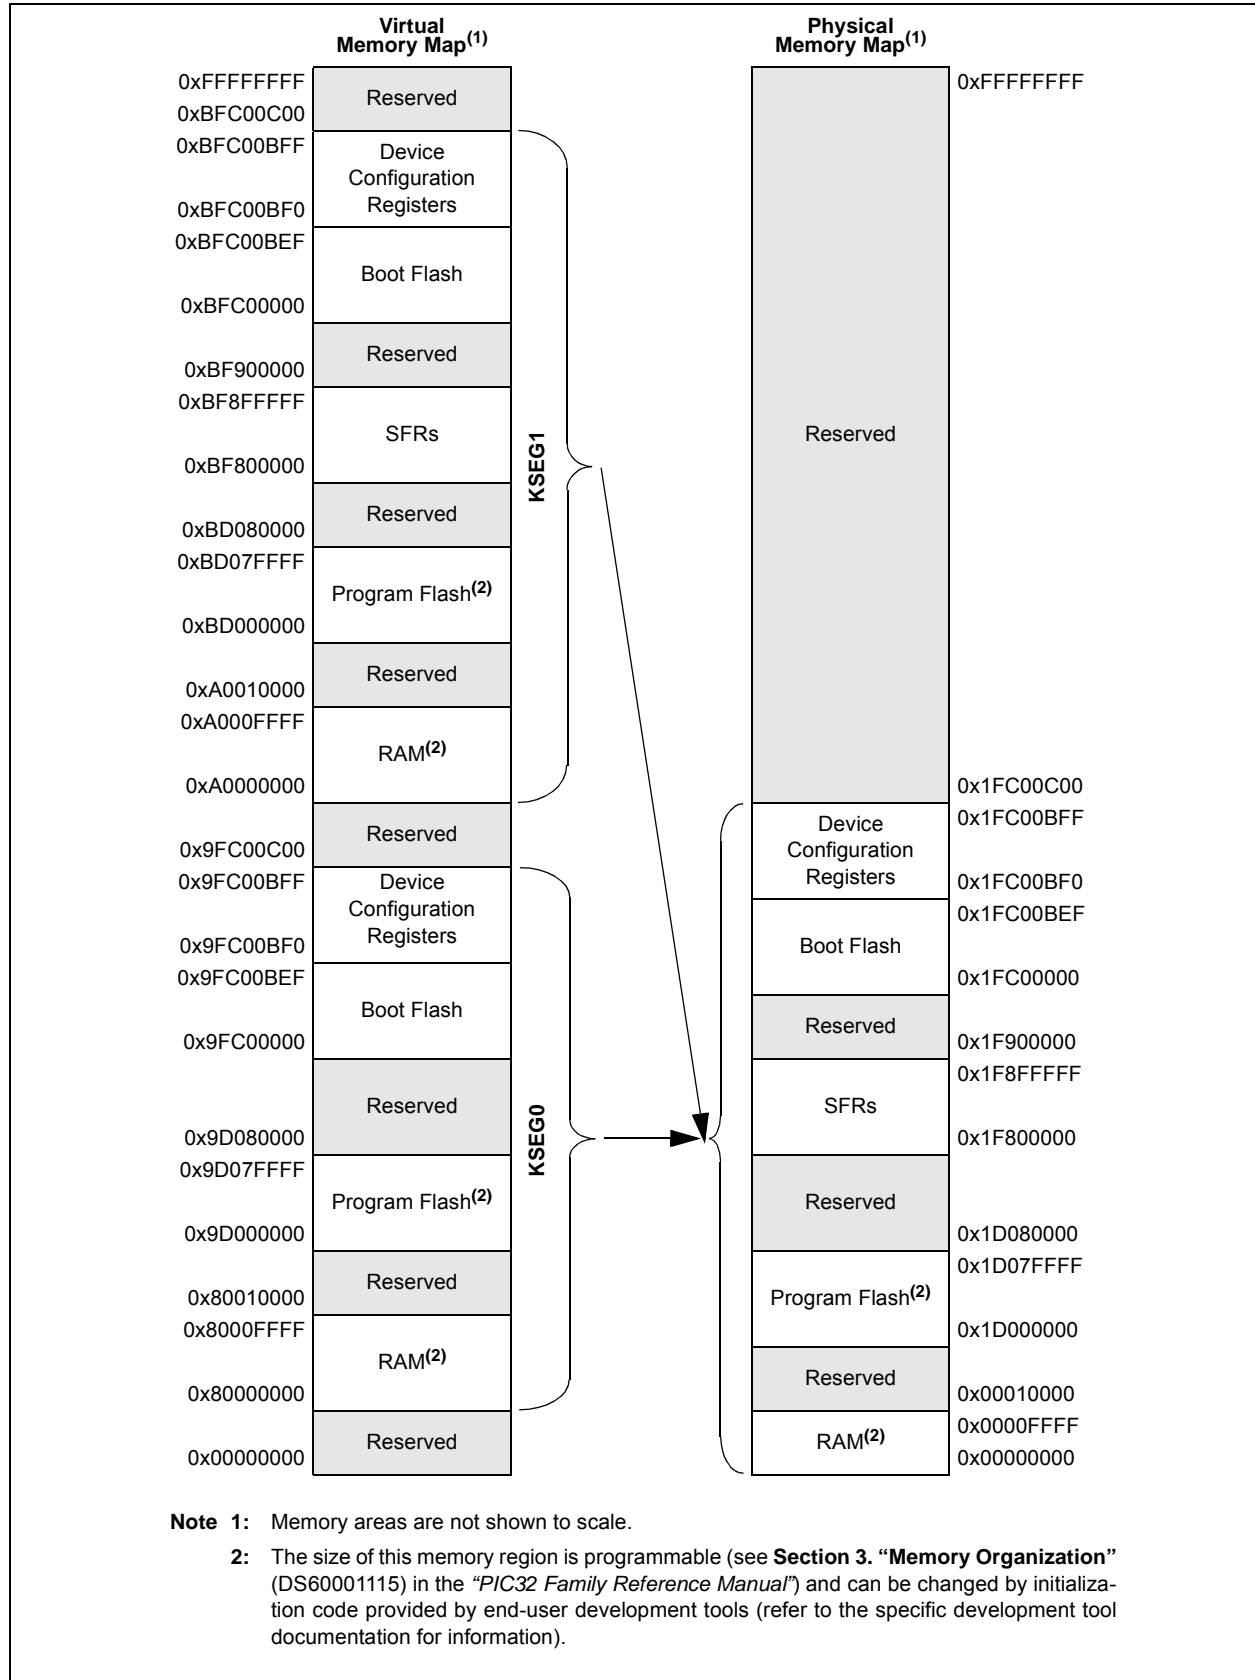 Virtual
Memory Map(1)
Physical
Memory Map(1)
0xFFFFFFFF
Reserved
0xBFC00C00
0xBFC00BFF
Device
Configuration
Registers
0xBFC00BF0
0xBFC00BEF
Boot Flash
0xBFC00000
Reserved
0xBF900000
0xBF8FFFFF
SFRs
0xBF800000
Reserved
0xBD080000
0xBD07FFFF
Program Flash(2)
0xBD000000
Reserved
0xA0010000
0xA000FFFF
RAM(2)
0xA0000000
Reserved
0x9FC00C00
0x9FC00BFF
Device
Configuration
Registers
0x9FC00BF0
0x9FC00BEF
Boot Flash
0x9FC00000
Reserved
0x9D080000
0x9D07FFFF
Program Flash(2)
0x9D000000
Reserved
0x80010000
0x8000FFFF
RAM(2)
0x80000000
Reserved
0x00000000
KSEG1
KSEG0
0xFFFFFFFF
Reserved
0x1FC00C00
0x1FC00BFF
Device
Configuration
Registers
0x1FC00BF0
0x1FC00BEF
Boot Flash
0x1FC00000
Reserved
0x1F900000
0x1F8FFFFF
SFRs
0x1F800000
Reserved
0x1D080000
0x1D07FFFF
Program Flash(2)
0x1D000000
Reserved
0x00010000
0x0000FFFF
RAM(2)
0x00000000
Note 1: Memory areas are not shown to scale.
2: The size of this memory region is programmable (see Section 3. “Memory Organization”
(DS60001115) in the “PIC32 Family Reference Manual”) and can be changed by initializa-
tion code provided by end-user development tools (refer to the specific development tool
documentation for information).